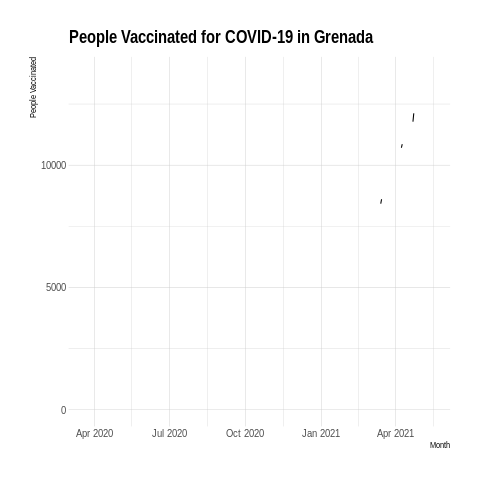 People Vaccinated for COVID-19 in Grenada
People Vaccinated
10000
5000
0
Apr 2020
Jul 2020
Oct 2020
Jan 2021
Apr 2021
Month